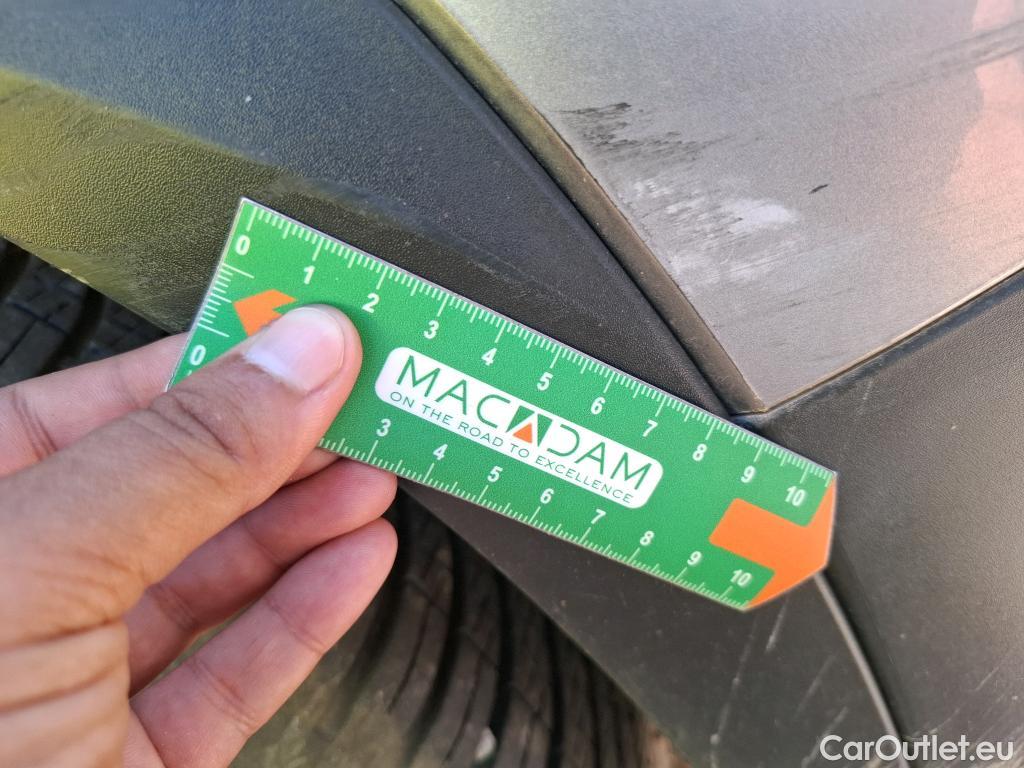 0 1 2 3 4 5 6 7 8 9 10
0
MACADAM
ON THE ROAD TO EXCELLENCE
3 4 5 6 7 8 9 10
CarOutlet.eu